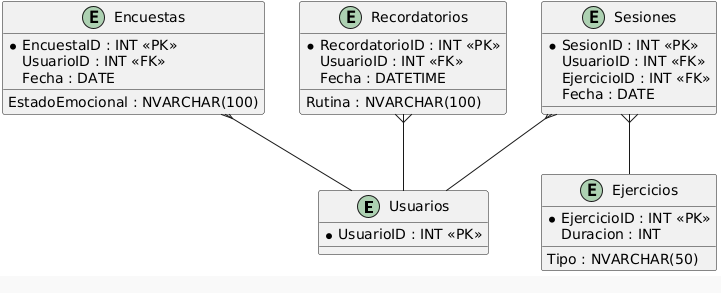 E Encuestas
EncuestaID : INT «PK»
UsuarioID : INT «FK»
Fecha : DATE
EstadoEmocional : NVARCHAR(100)
E Recordatorios
RecordatorioID : INT «PK»
UsuarioID : INT «FK»
Fecha : DATETIME
Rutina : NVARCHAR(100)
E Sesiones
SesionID : INT «PK»
UsuarioID : INT «FK»
EjercicioID : INT «FK»
Fecha : DATE
E Usuarios
UsuarioID : INT «PK»
E Ejercicios
EjercicioID : INT «PK»
Duracion : INT
Tipo : NVARCHAR(50)